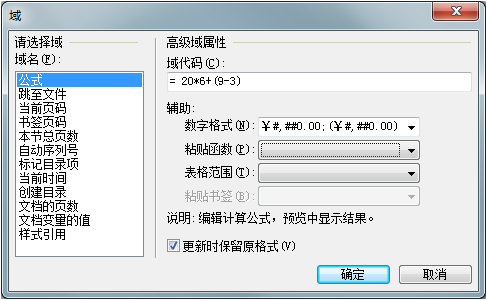 域
请选择域
域名(F):
公式
跳至文件
当前页码
书签页码
本节总页数
自动序列号
标记目录项
当前时间
创建目录
文档的页数
文档变量的值
样式引用
高级域属性
域代码(C):
= 20*6+(9-3)
辅助:
数字格式(N): ￥#,##0.00;(￥#,##0.00)
粘贴函数(P):
表格范围(T):
粘贴书签(B):
说明: 编辑计算公式，预览中显示结果。
更新时保留原格式(V)
确定 取消